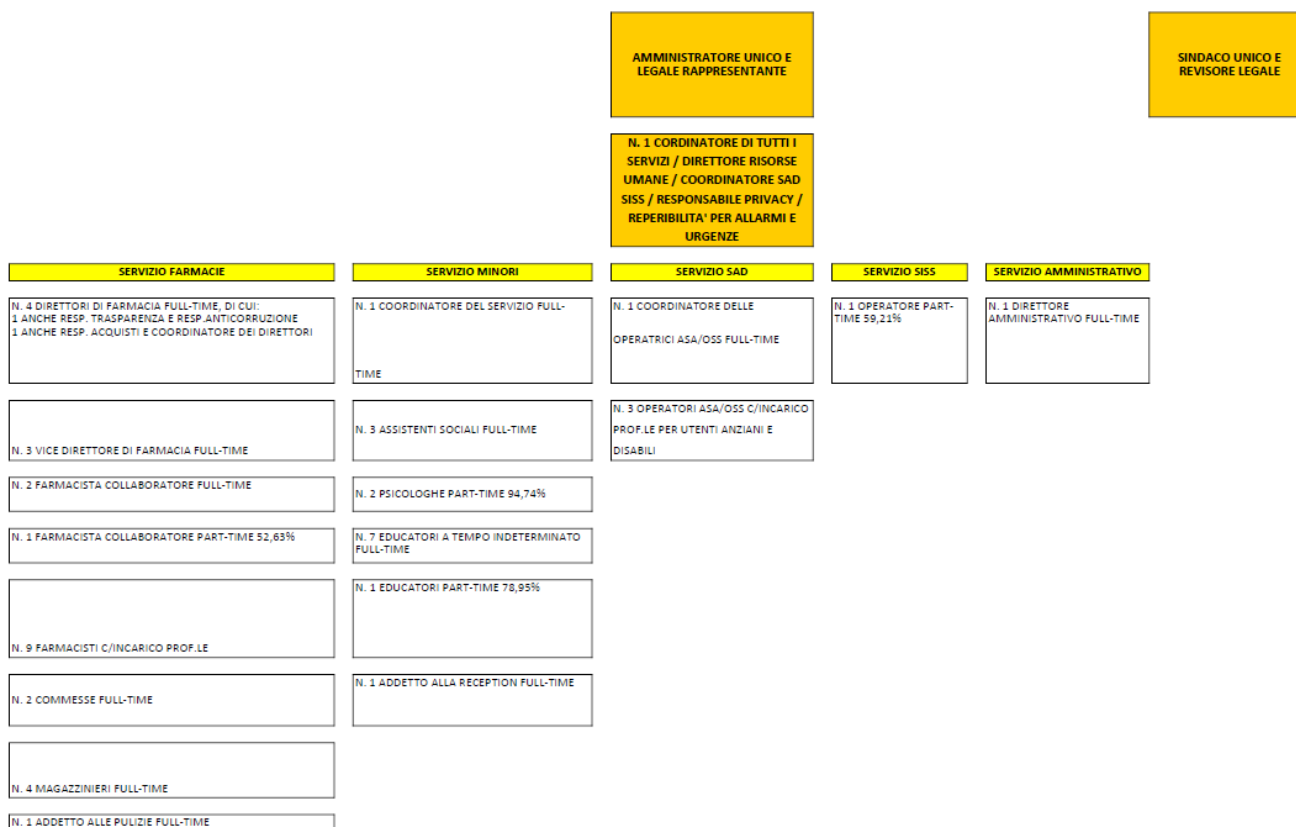 AMMINISTRATORE UNICO E
LEGALE RAPPRESENTANTE
SINDACO UNICO E
REVISORE LEGALE
N. 1 CORDINATORE DI TUTTI I
SERVIZI / DIRETTORE RISORSE
UMANE / COORDINATORE SAD
SISS / RESPONSABILE PRIVACY /
REPERIBILITA' PER ALLARMI E
URGENZE
SERVIZIO FARMACIE
N. 4 DIRETTORI DI FARMACIA FULL-TIME, DI CUI:
1 ANCHE RESP. TRASPARENZA E RESP.ANTICORRUZIONE
1 ANCHE RESP. ACQUISTI E COORDINATORE DEI DIRETTORI
N. 3 VICE DIRETTORE DI FARMACIA FULL-TIME
N. 2 FARMACISTA COLLABORATORE FULL-TIME
N. 1 FARMACISTA COLLABORATORE PART-TIME 52,63%
N. 9 FARMACISTI C/INCARICO PROF.LE
N. 2 COMMESSE FULL-TIME
N. 4 MAGAZZINIERI FULL-TIME
N. 1 ADDETTO ALLE PULIZIE FULL-TIME
SERVIZIO MINORI
N. 1 COORDINATORE DEL SERVIZIO FULL-
TIME
N. 3 ASSISTENTI SOCIALI FULL-TIME
N. 2 PSICOLOGHE PART-TIME 94,74%
N. 7 EDUCATORI A TEMPO INDETERMINATO
FULL-TIME
N. 1 EDUCATORI PART-TIME 78,95%
N. 1 ADDETTO ALLA RECEPTION FULL-TIME
SERVIZIO SAD
N. 1 COORDINATORE DELLE
OPERATRICI ASA/OSS FULL-TIME
N. 3 OPERATORI ASA/OSS C/INCARICO
PROF.LE PER UTENTI ANZIANI E
DISABILI
SERVIZIO SISS
N. 1 OPERATORE PART-
TIME 59,21%
SERVIZIO AMMINISTRATIVO
N. 1 DIRETTORE
AMMINISTRATIVO FULL-TIME